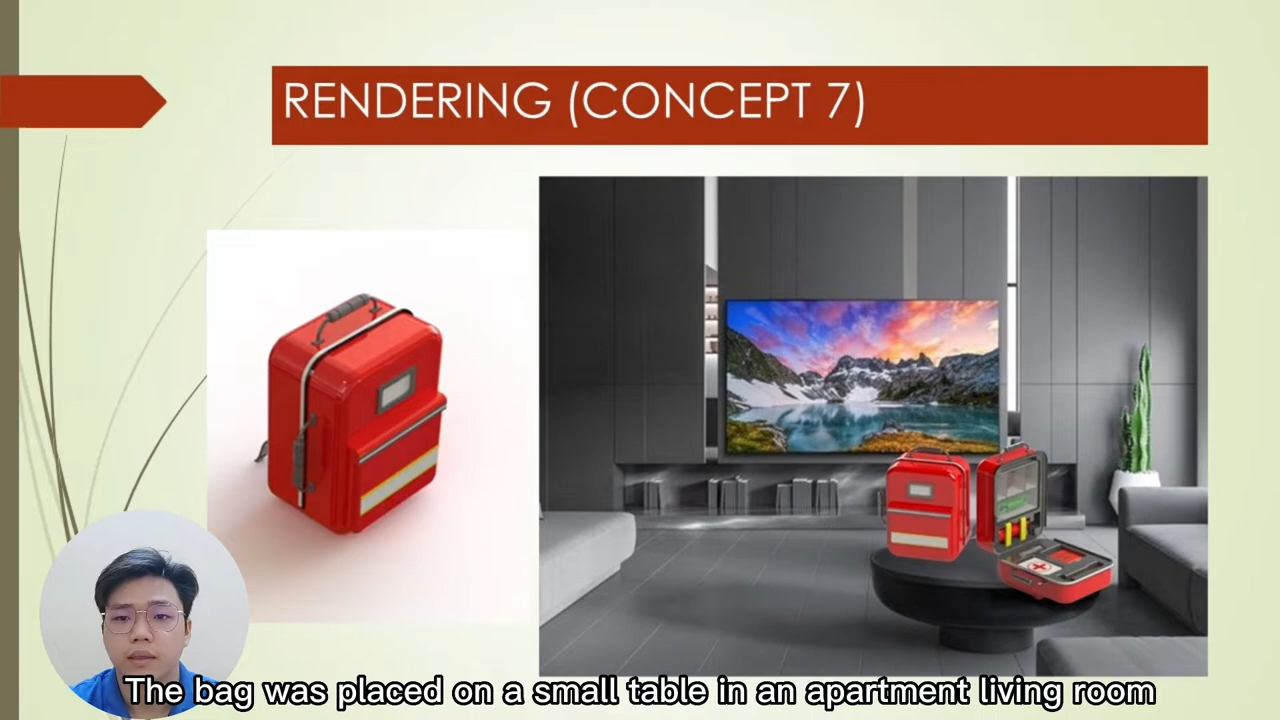 RENDERING (CONCEPT 7)
The bag was placed on a small table in an apartment living room